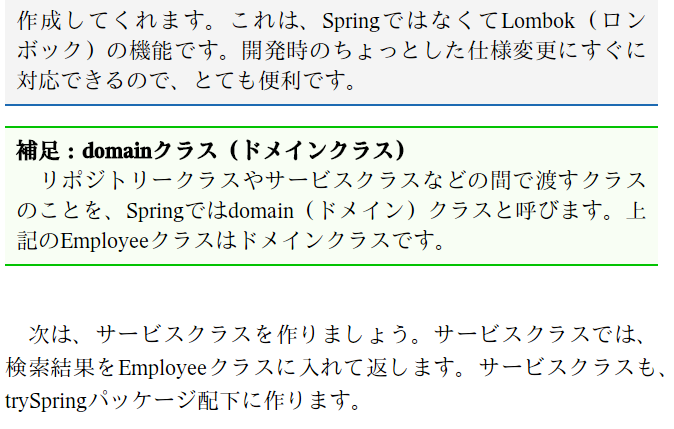 作成してくれます。これは、SpringではなくてLombok（ロン
ボック）の機能です。開発時のちょっとした仕様変更にすぐに
対応できるので、とても便利です。
補足：domainクラス（ドメインクラス）
　リポジトリークラスやサービスクラスなどの間で渡すクラス
のことを、Springではdomain（ドメイン）クラスと呼びます。上
記のEmployeeクラスはドメインクラスです。
　次は、サービスクラスを作りましょう。サービスクラスでは、
検索結果をEmployeeクラスに入れて返します。サービスクラスも、
trySpringパッケージ配下に作ります。